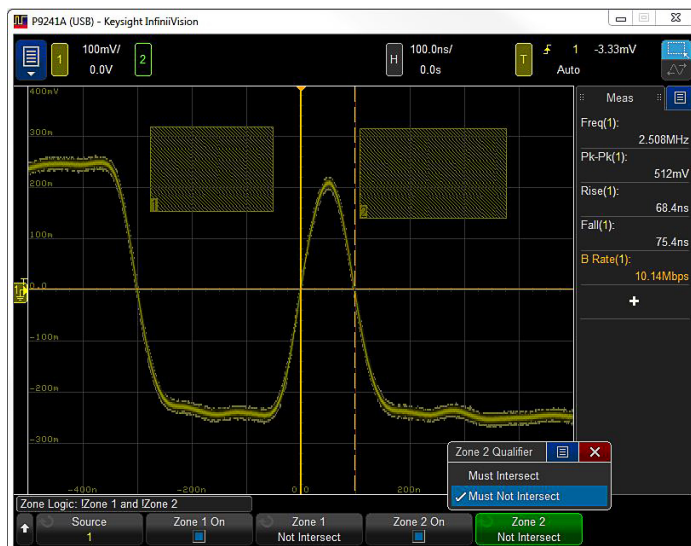 P9241A (USB) - Keysight InfiniiVision
1 100mV/ 0.0V 2 H 100.0ns/ 0.0s T 1 -3.33mV Auto
400mV
300m
200m
100m
0.0
-100m
-200m
-300m
-400n -200n 0.0 200n
1
2
1
T
Meas
Freq(1):
2.508MHz
Pk-Pk(1):
512mV
Rise(1):
68.4ns
Fall(1):
75.4ns
B Rate(1):
10.14Mbps
+
Zone 2 Qualifier
Must Intersect
Must Not Intersect
Zone Logic: !Zone 1 and !Zone 2
Source
1
Zone 1 On
Zone 1
Not Intersect
Zone 2 On
Zone 2
Not Intersect